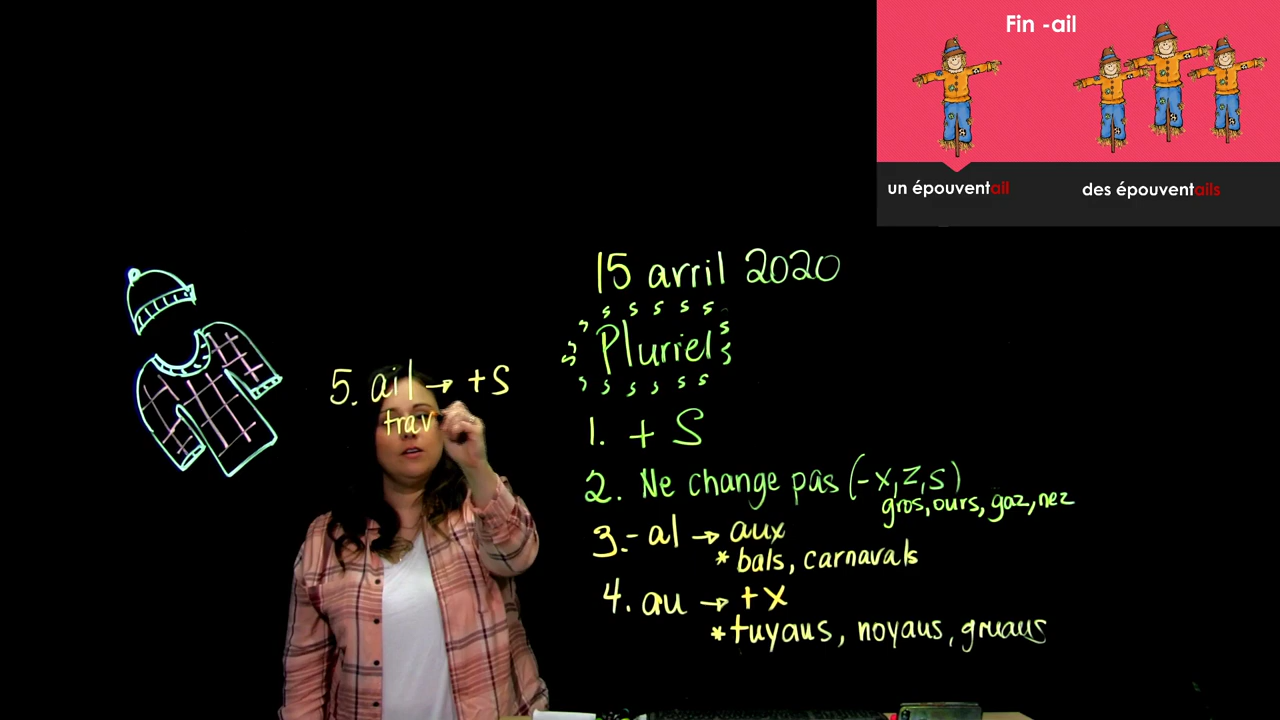 Fin -ail
un épouventail
des épouventails
15 avril 2020
s s s s s
s Pluriel s
s s
s s s s s s
1. + S
2. Ne change pas (-x, z, s)
gros, ours, gaz, nez
3. - al → aux
* bals, carnavals
4. au → + x
* tuyaus, noyaus, gruaus
5. ail → + S
trav